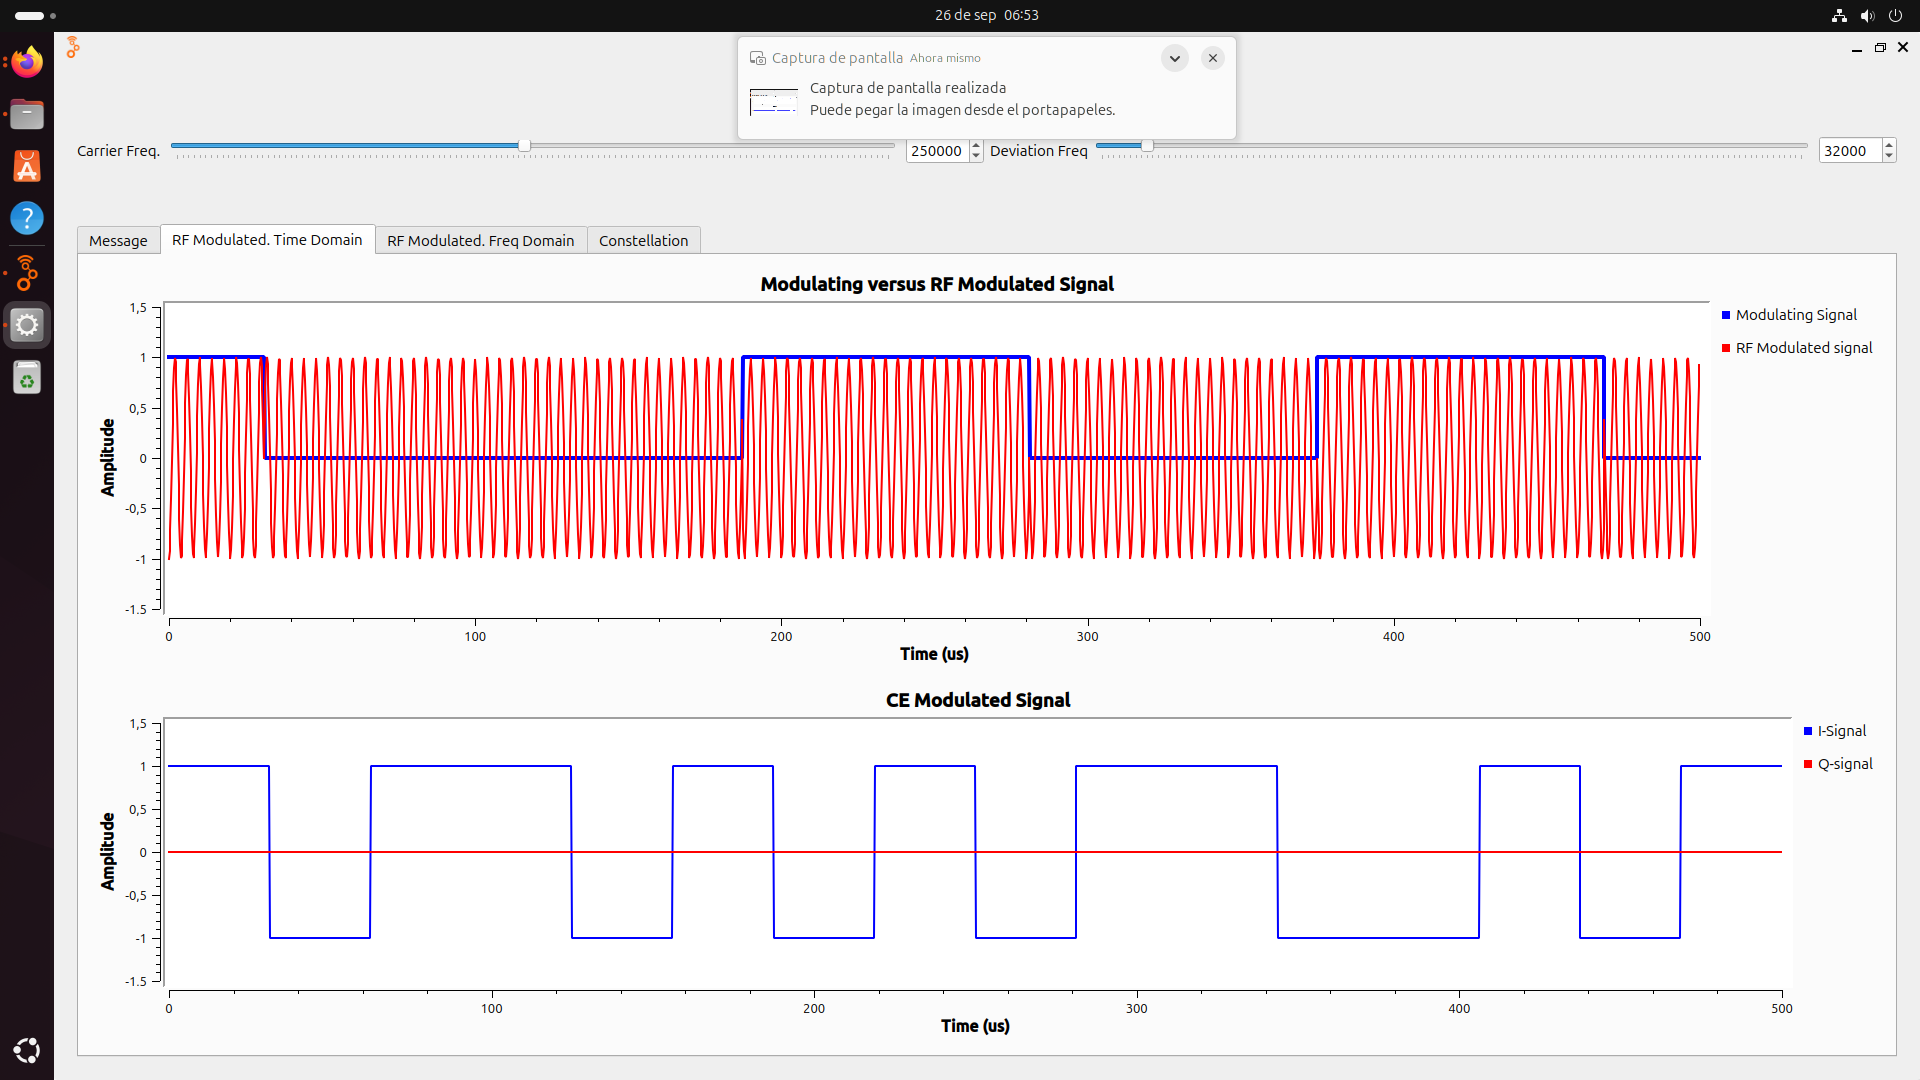 26 de sep 06:53
Captura de pantalla Ahora mismo
Captura de pantalla realizada
Puede pegar la imagen desde el portapapeles.
Carrier Freq.
250000
Deviation Freq
32000
Message
RF Modulated. Time Domain
RF Modulated. Freq Domain
Constellation
Modulating versus RF Modulated Signal
1,5
1
0,5
0
-0,5
-1
-1.5
Amplitude
0
100
200
300
400
500
Time (us)
Modulating Signal
RF Modulated signal
CE Modulated Signal
1,5
1
0,5
0
-0,5
-1
-1.5
Amplitude
0
100
200
300
400
500
Time (us)
I-Signal
Q-signal